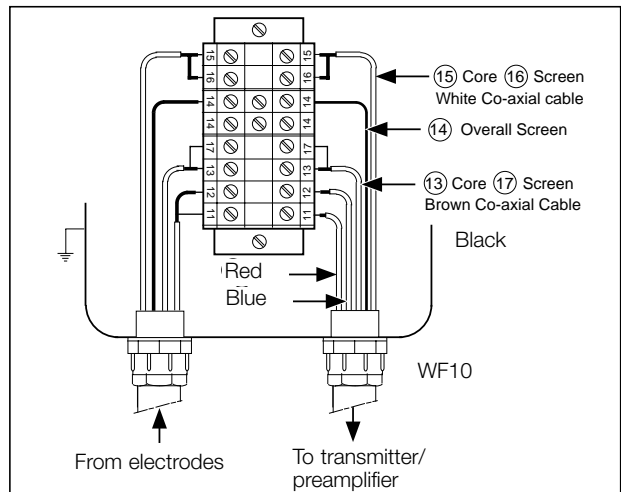 15 15
16 16
14 14
14 14
17 17
13 13
12 12
11 11
15 Core 16 Screen
White Co-axial cable
14 Overall Screen
13 Core 17 Screen
Brown Co-axial Cable
Black
Red
Blue
WF10
From electrodes
To transmitter/
preamplifier